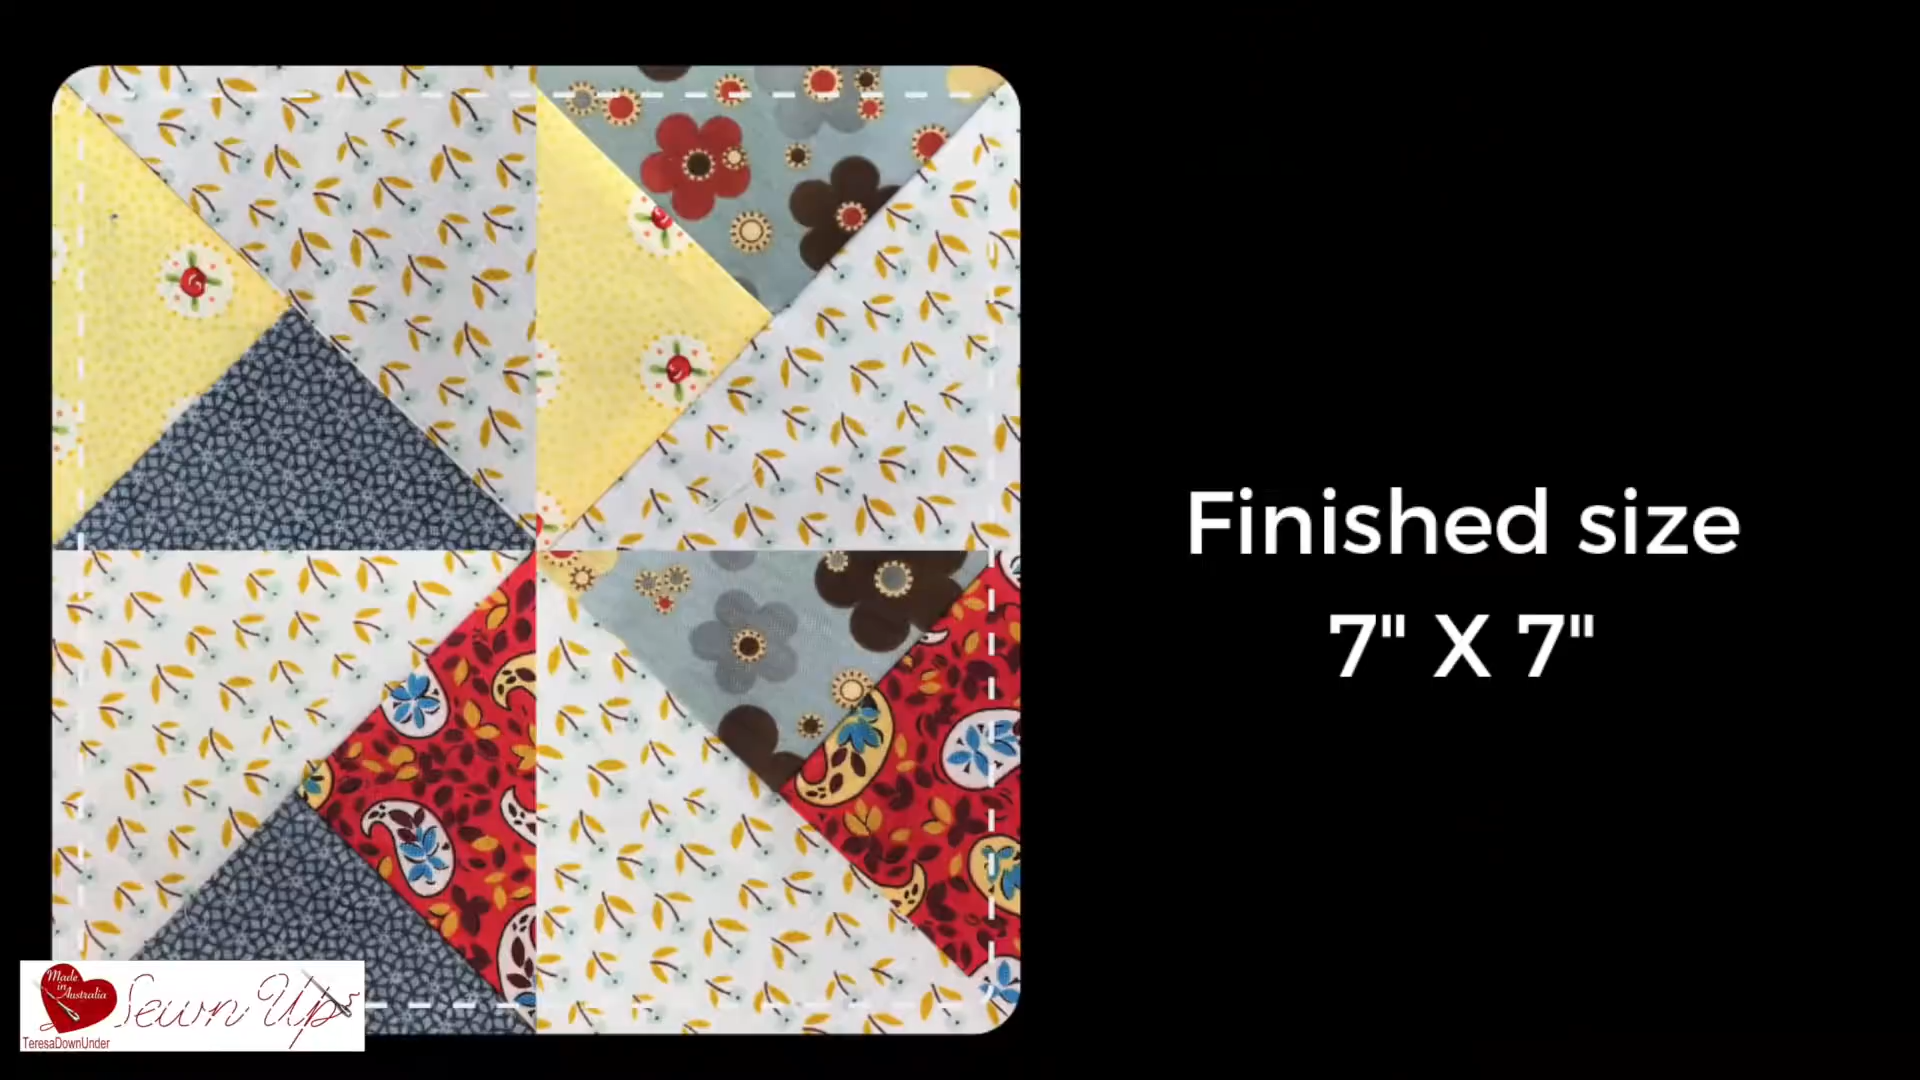 Finished size
7" X 7"
Made
in
Australia
Sewn Ups
TeresaDownUnder